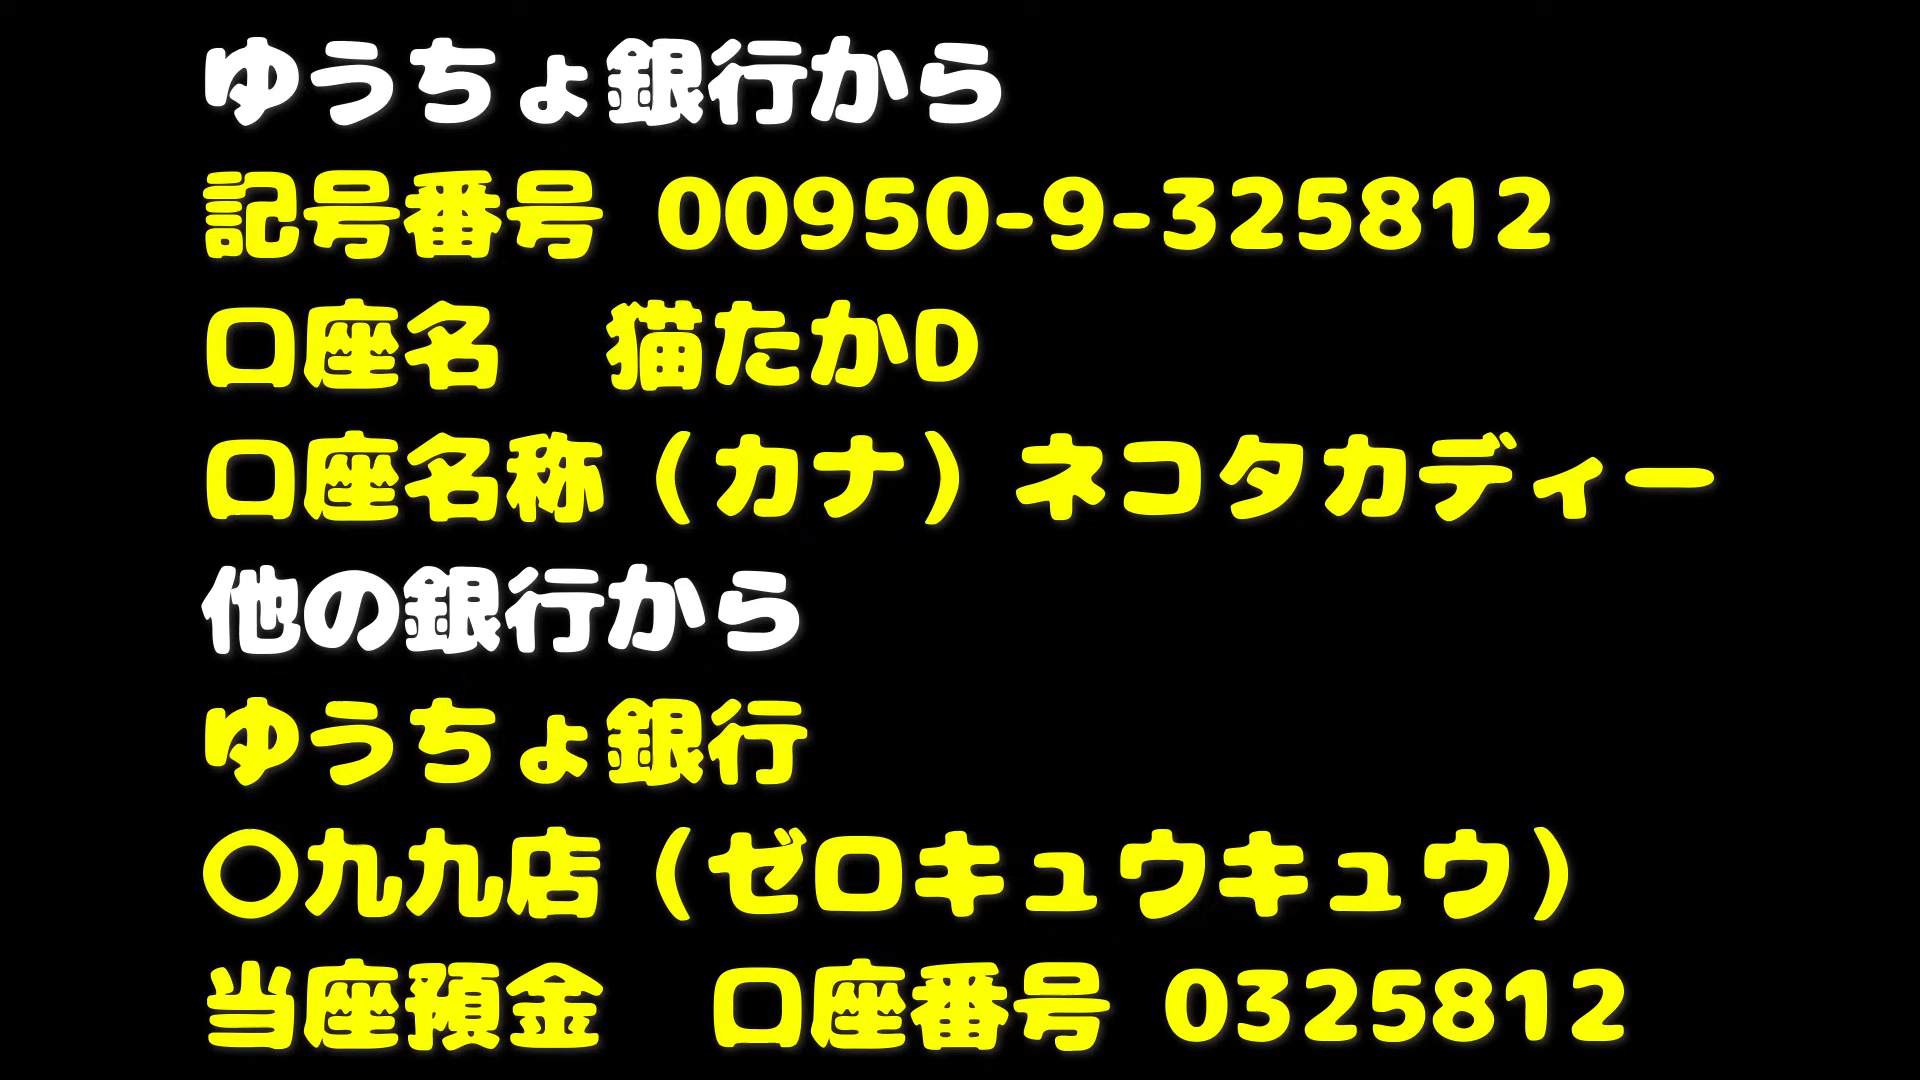 ゆうちょ銀行から
記号番号 00950-9-325812
口座名　猫たかD
口座名称（カナ）ネコタカディー
他の銀行から
ゆうちょ銀行
〇九九店（ゼロキュウキュウ）
当座預金　口座番号 0325812